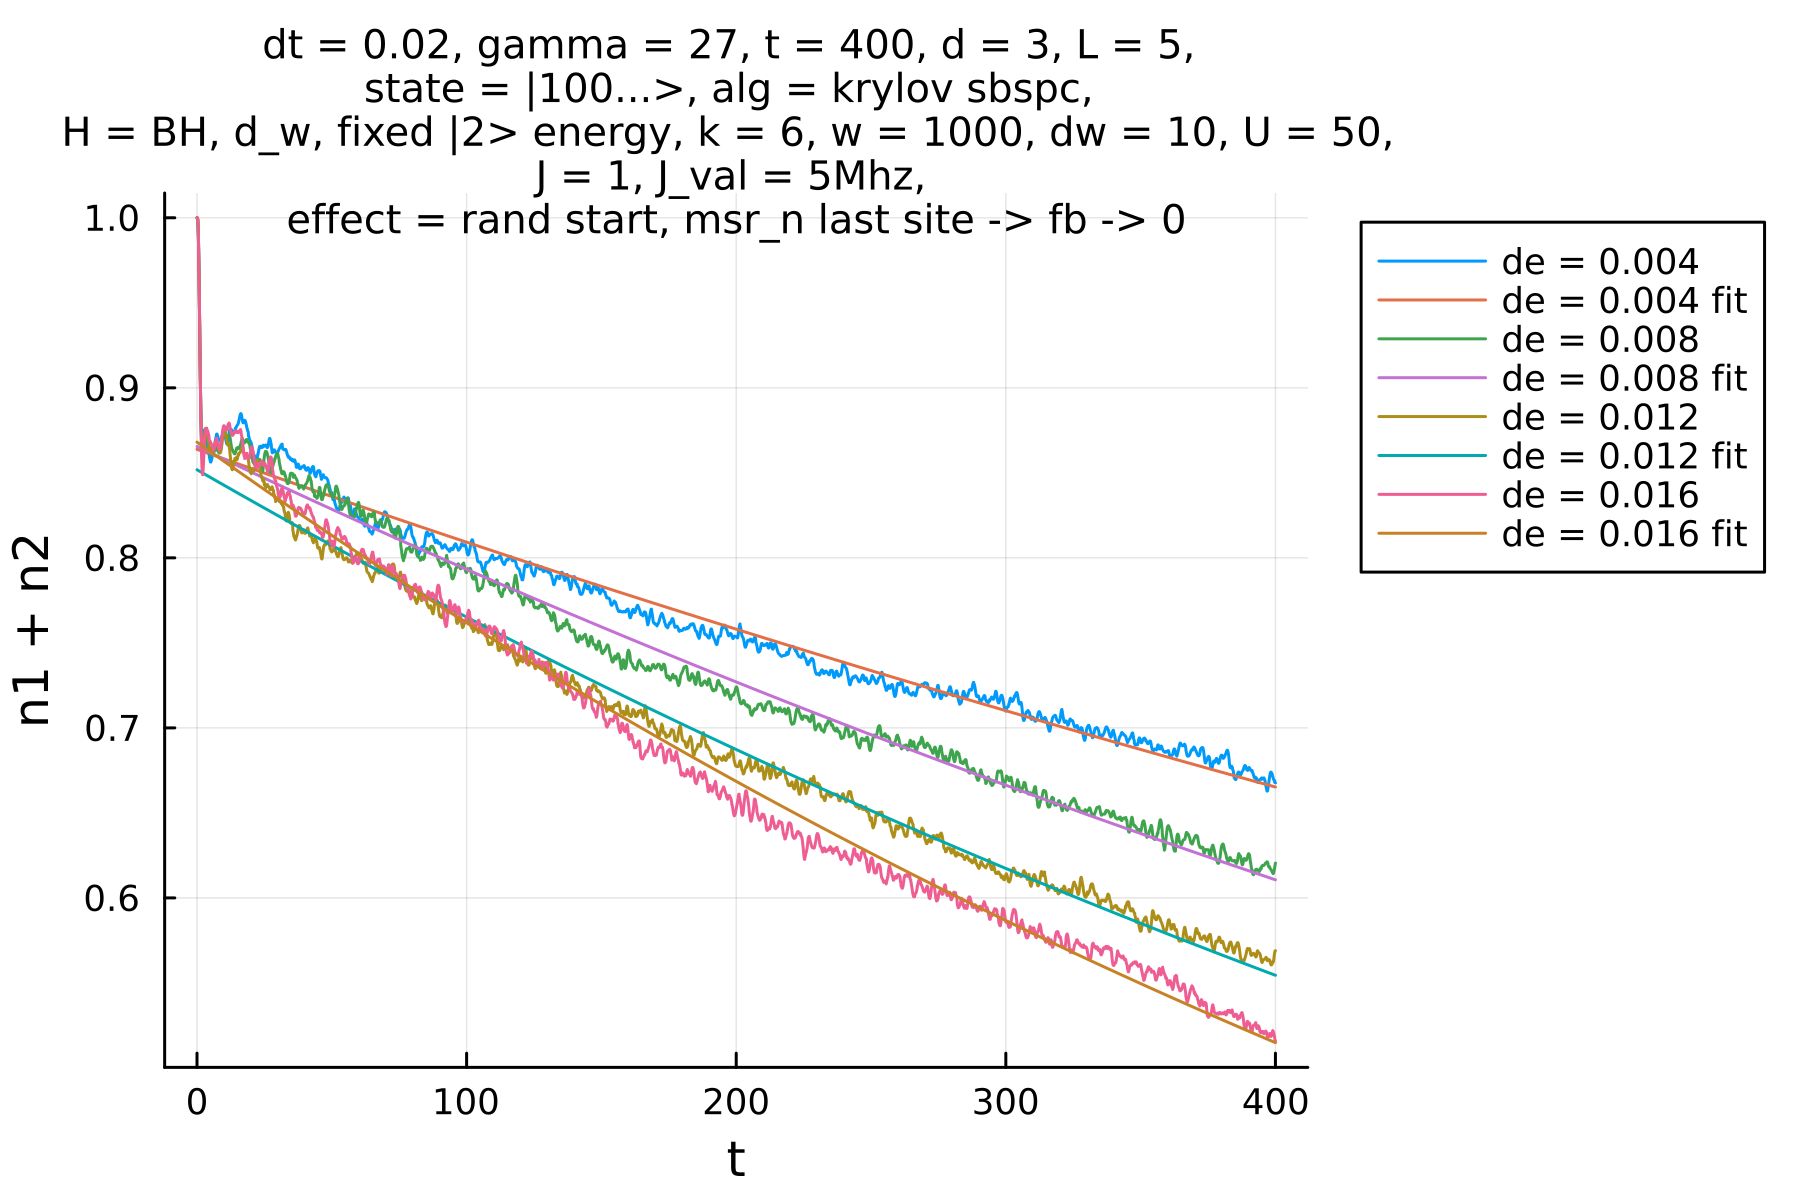 dt = 0.02, gamma = 27, t = 400, d = 3, L = 5,
state = |100...>, alg = krylov sbspc,
H = BH, d_w, fixed |2> energy, k = 6, w = 1000, dw = 10, U = 50,
J = 1, J_val = 5Mhz,
effect = rand start, msr_n last site -> fb -> 0
n1 + n2
1.0
0.9
0.8
0.7
0.6
0
100
200
300
400
t
de = 0.004
de = 0.004 fit
de = 0.008
de = 0.008 fit
de = 0.012
de = 0.012 fit
de = 0.016
de = 0.016 fit